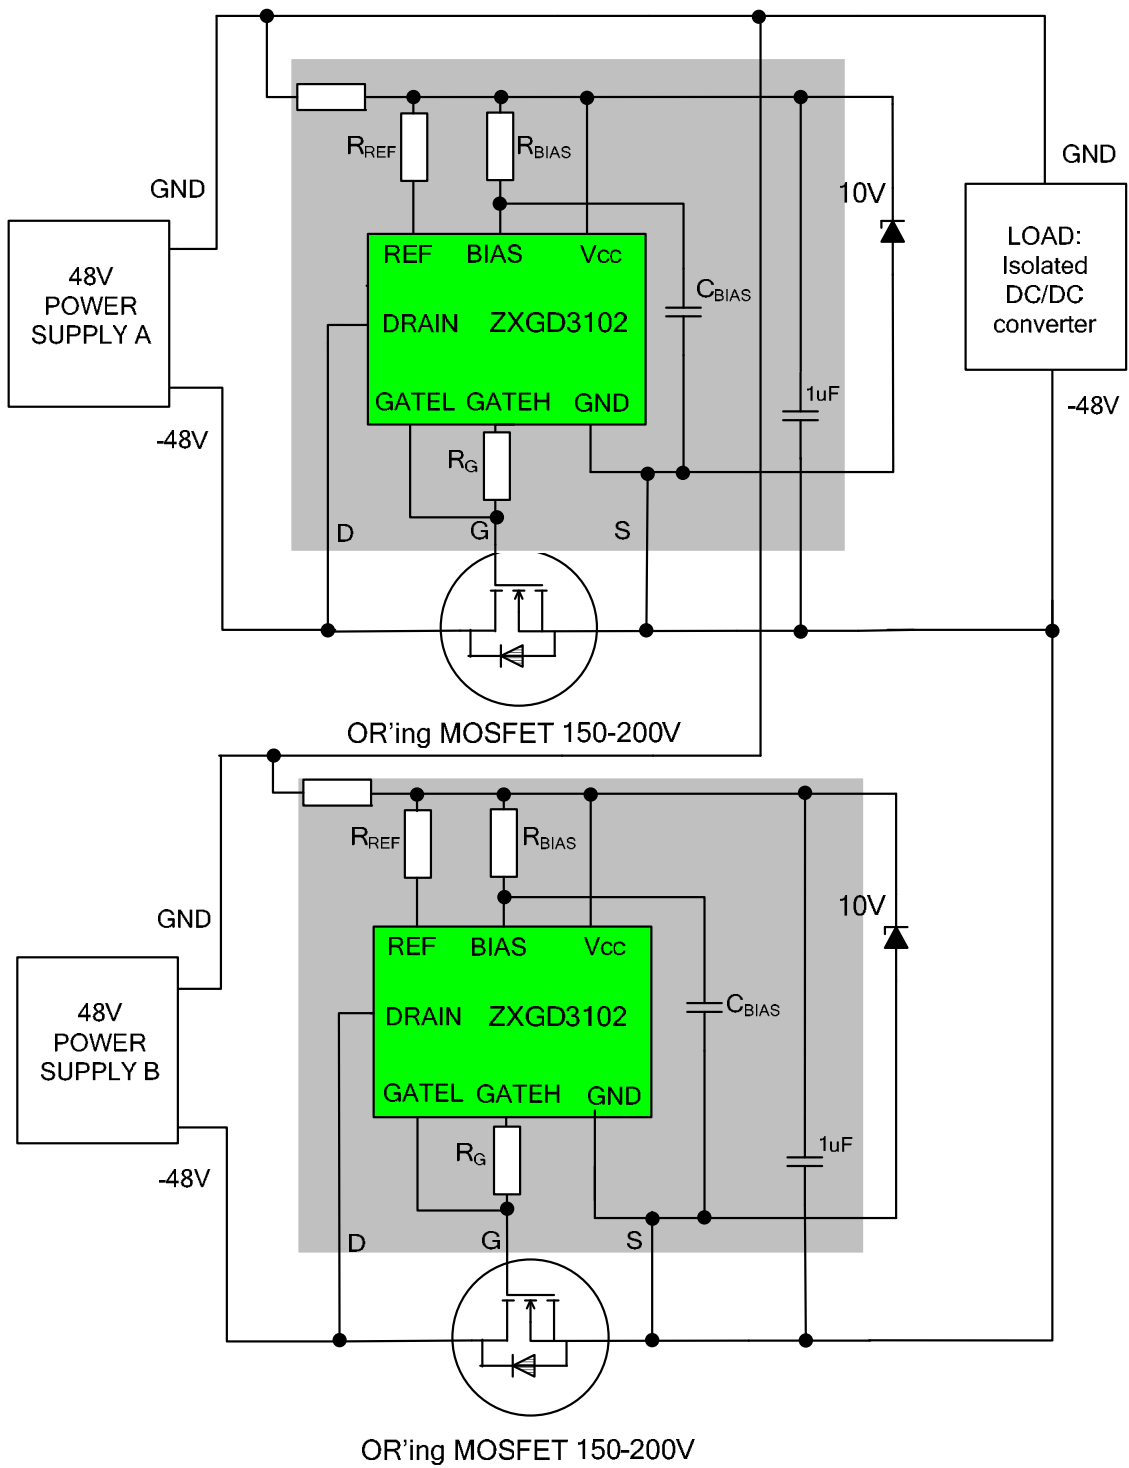 GND
48V
POWER
SUPPLY A
-48V
RREF
RBIAS
REF BIAS Vcc
DRAIN ZXGD3102
GATEL GATEH GND
CBIAS
1uF
10V
RG
D G S
GND
LOAD:
Isolated
DC/DC
converter
-48V
OR'ing MOSFET 150-200V
GND
48V
POWER
SUPPLY B
-48V
RREF
RBIAS
REF BIAS Vcc
DRAIN ZXGD3102
GATEL GATEH GND
CBIAS
1uF
10V
RG
D G S
OR'ing MOSFET 150-200V